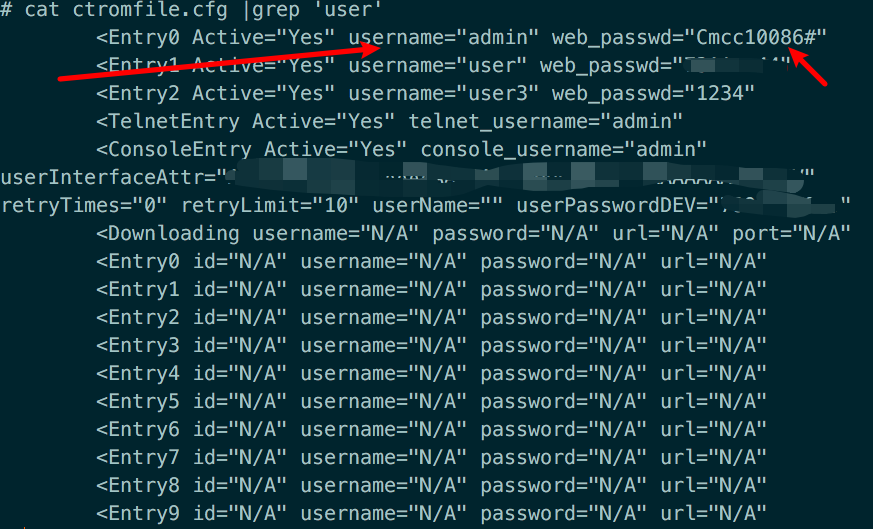 # cat ctromfile.cfg |grep 'user'
<Entry0 Active="Yes" username="admin" web_passwd="Cmcc10086#"
<Entry1 Active="Yes" username="user" web_passwd="
<Entry2 Active="Yes" username="user3" web_passwd="1234"
<TelnetEntry Active="Yes" telnet_username="admin"
<ConsoleEntry Active="Yes" console_username="admin"
userInterfaceAttr="
retryTimes="0" retryLimit="10" userName="" userPasswordDEV="
<Downloading username="N/A" password="N/A" url="N/A" port="N/A"
<Entry0 id="N/A" username="N/A" password="N/A" url="N/A"
<Entry1 id="N/A" username="N/A" password="N/A" url="N/A"
<Entry2 id="N/A" username="N/A" password="N/A" url="N/A"
<Entry3 id="N/A" username="N/A" password="N/A" url="N/A"
<Entry4 id="N/A" username="N/A" password="N/A" url="N/A"
<Entry5 id="N/A" username="N/A" password="N/A" url="N/A"
<Entry6 id="N/A" username="N/A" password="N/A" url="N/A"
<Entry7 id="N/A" username="N/A" password="N/A" url="N/A"
<Entry8 id="N/A" username="N/A" password="N/A" url="N/A"
<Entry9 id="N/A" username="N/A" password="N/A" url="N/A"